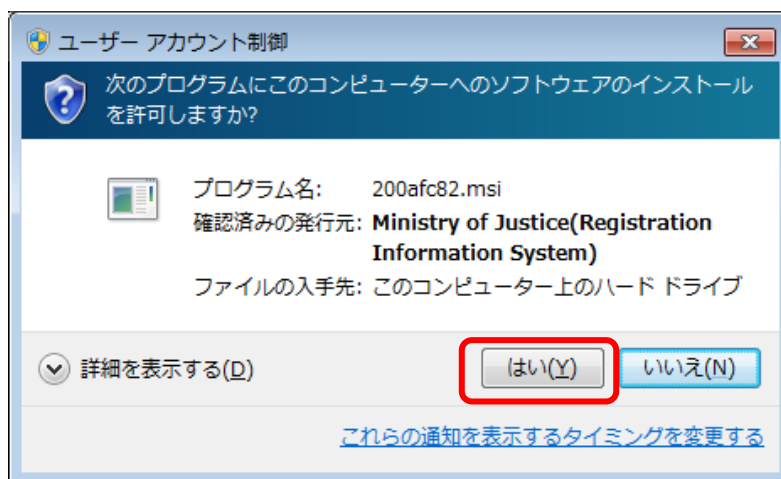 ユーザー アカウント制御
次のプログラムにこのコンピューターへのソフトウェアのインストール
を許可しますか?
プログラム名: 200afc82.msi
確認済みの発行元: Ministry of Justice(Registration
Information System)
ファイルの入手先: このコンピューター上のハード ドライブ
詳細を表示する(D)
はい(Y)
いいえ(N)
これらの通知を表示するタイミングを変更する